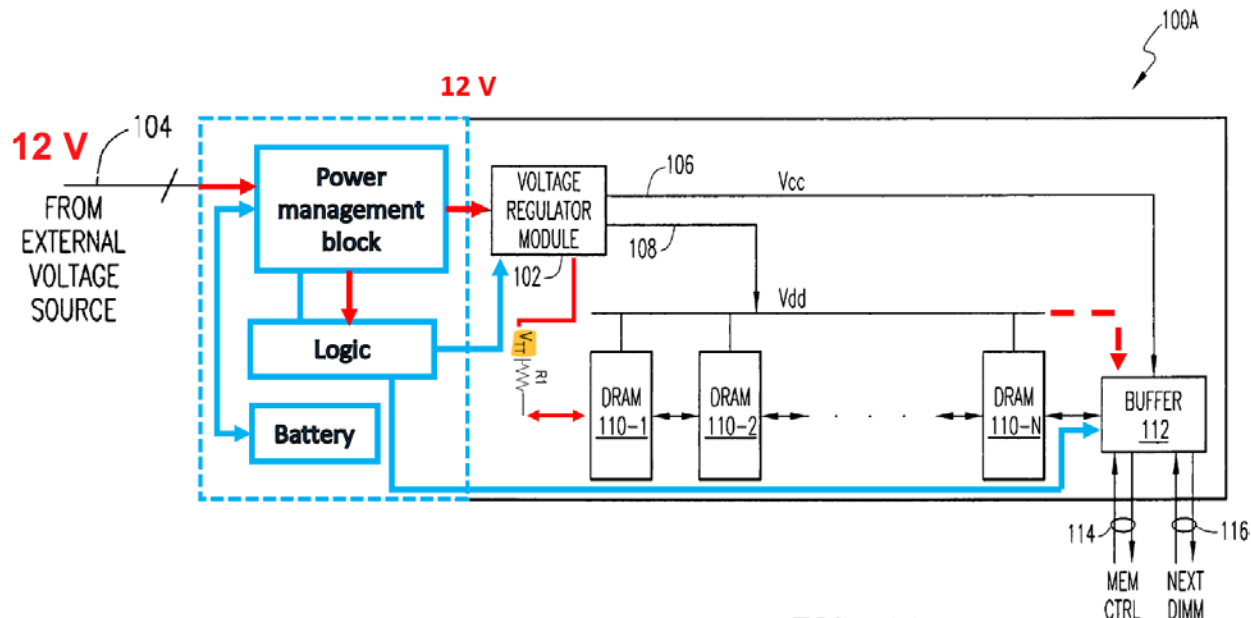 100A
12 V
12 V
104
FROM
EXTERNAL
VOLTAGE
SOURCE
Power
management
block
VOLTAGE
REGULATOR
MODULE
102
106
Vcc
108
Vdd
Logic
VTT
R1
Battery
DRAM
110-1
DRAM
110-2
. . .
DRAM
110-N
BUFFER
112
114
116
MEM
CTRL
NEXT
DIMM